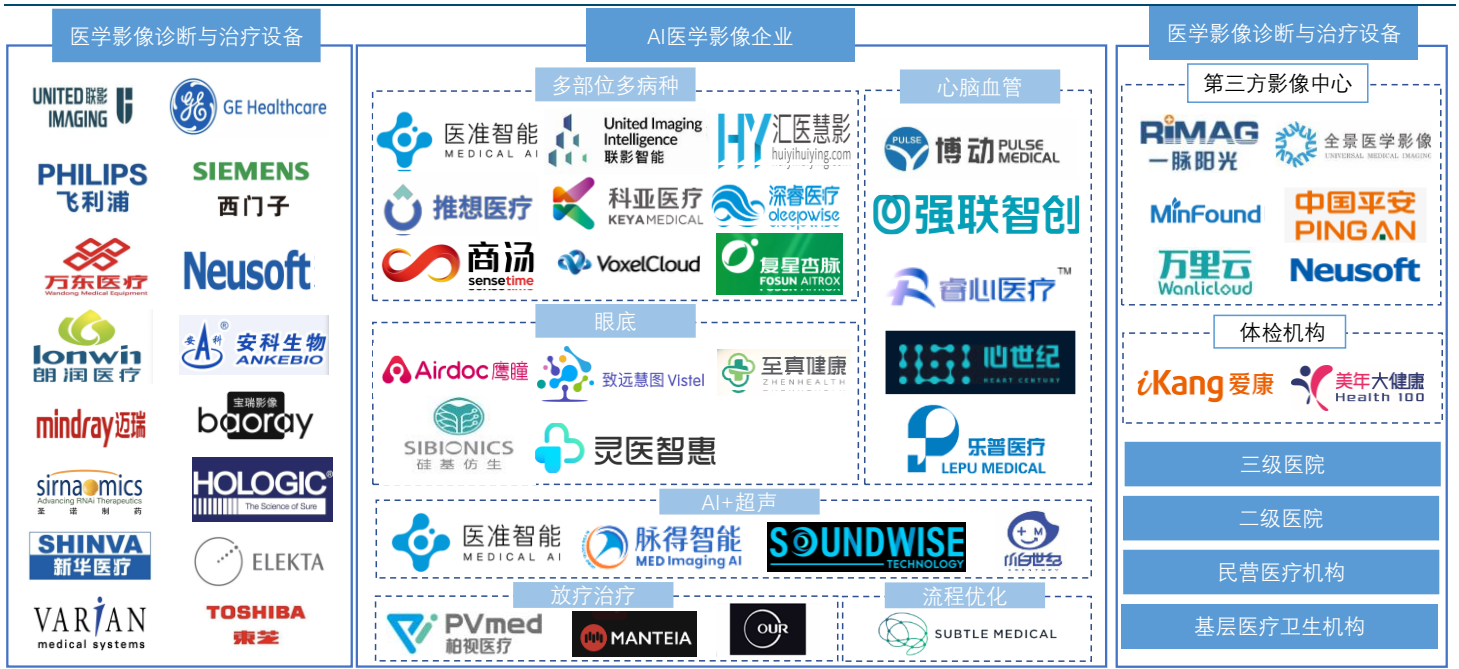 医学影像诊断与治疗设备
UNITED 联影
IMAGING
GE Healthcare
PHILIPS
飞利浦
SIEMENS
西门子
万东医疗
Wandong Medical Equipment
Neusoft
lonwin
朗润医疗
安科
®
安科生物
ANKEBIO
mindray迈瑞
宝瑞影像
baoray
sirnaomics
Advancing RNAi Therapeutics
圣诺制药
HOLOGIC®
The Science of Sure
SHINVA
新华医疗
ELEKTA
VARIAN
medical systems
TOSHIBA
東芝
AI医学影像企业
多部位多病种
医准智能
MEDICAL AI
United Imaging
Intelligence
联影智能
HY汇医慧影
huiyihuiying.com
推想医疗
科亚医疗
KEYAMEDICAL
深睿医疗
deepwise
商汤
sensetime
VoxelCloud
复星杏脉
FOSUN AITROX
眼底
Airdoc鹰瞳
致远慧图 Vistel
至真健康
ZHENHEALTH
SIBIONICS
硅基仿生
灵医智惠
心脑血管
PULSE
博动 PULSE
MEDICAL
强联智创
睿心医疗
TM
心世纪
HEART CENTURY
乐普医疗
LEPU MEDICAL
AI+超声
医准智能
MEDICAL AI
脉得智能
MED Imaging AI
SOUNDWISE
TECHNOLOGY
+M
放疗治疗
PVmed
柏视医疗
MANTEIA
OUR
流程优化
SUBTLE MEDICAL
医学影像诊断与治疗设备
第三方影像中心
RiMAG
一脉阳光
全景医学影像
UNIVERSAL MEDICAL IMAGING
MinFound
中国平安
PING AN
万里云
Wanlicloud
Neusoft
体检机构
iKang 爱康
美年大健康
Health 100
三级医院
二级医院
民营医疗机构
基层医疗卫生机构